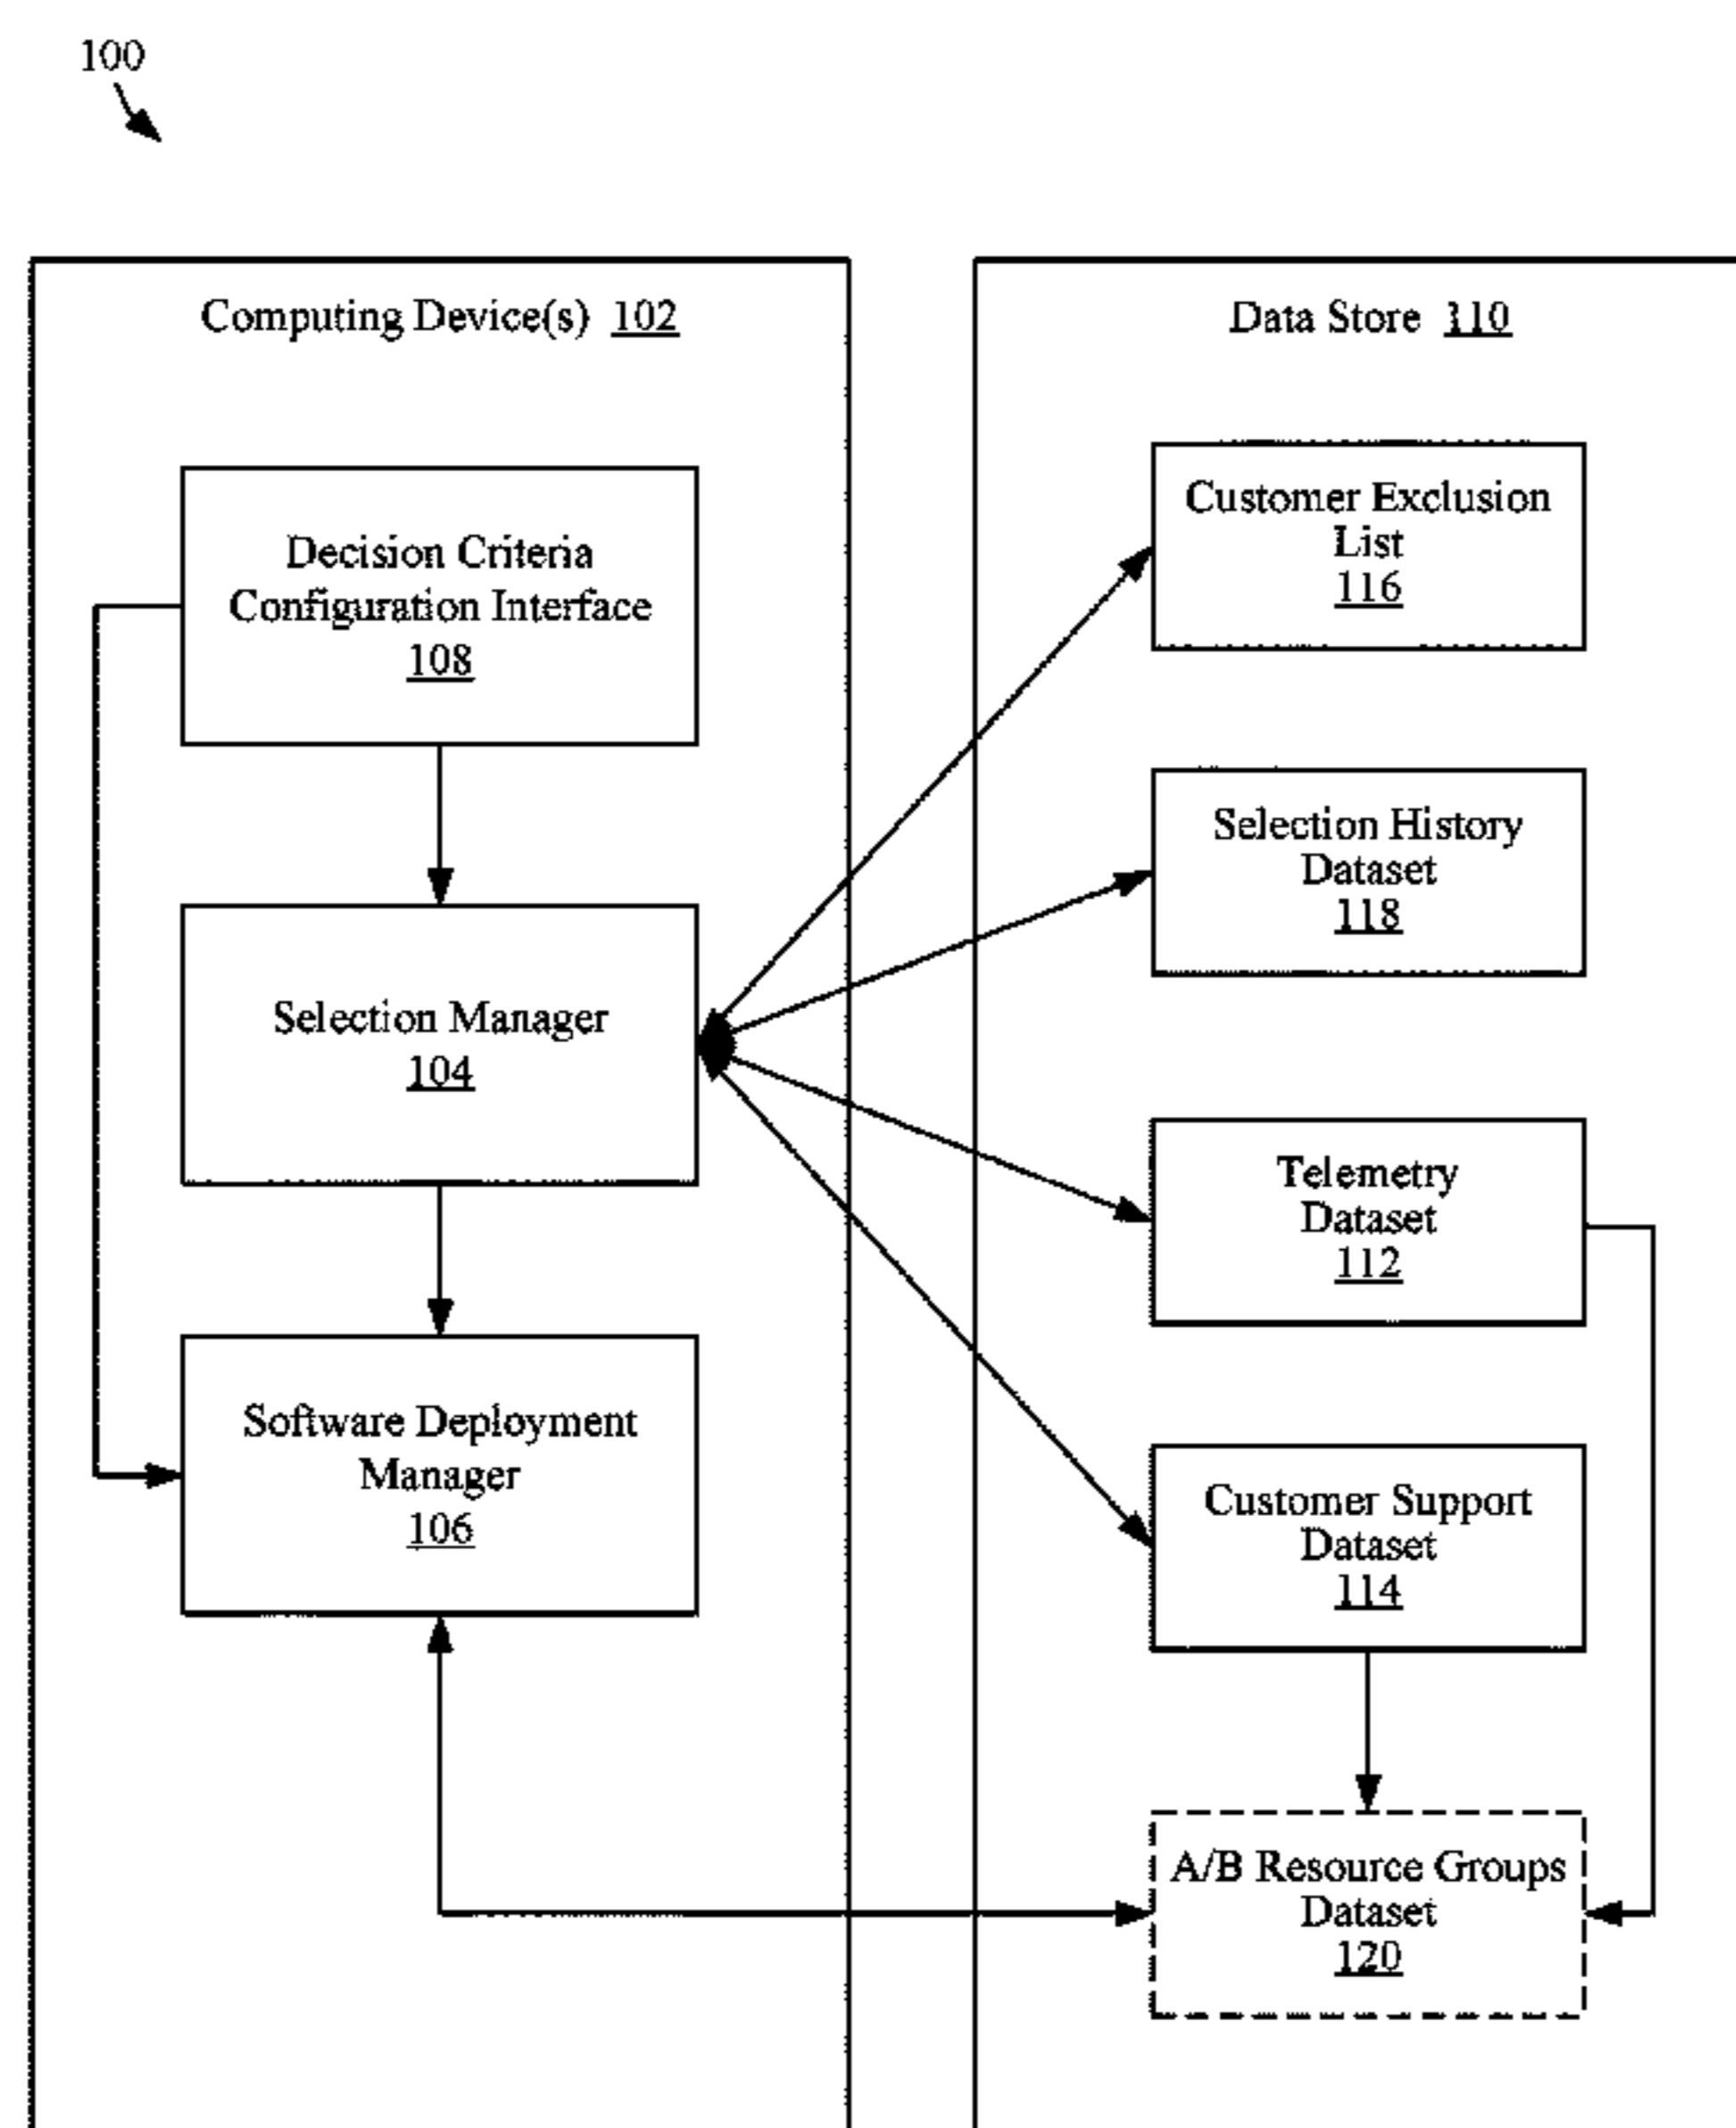 100
Computing Device(s) 102
Decision Criteria
Configuration Interface
108
Selection Manager
104
Software Deployment
Manager
106
Data Store 110
Customer Exclusion
List
116
Selection History
Dataset
118
Telemetry
Dataset
112
Customer Support
Dataset
114
A/B Resource Groups
Dataset
120